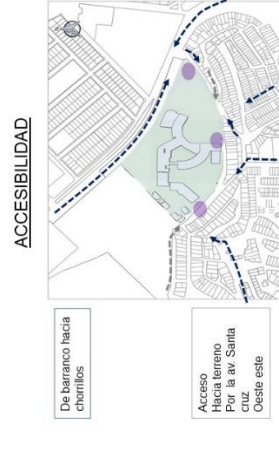 ACCESIBILIDAD
De barranco hacia
chorrillos
Acceso
Hacia terreno
Por la av. Santa
cruz
Oeste este